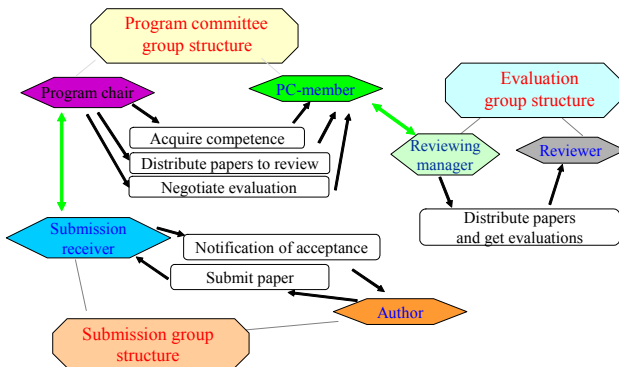 Program committee
group structure
Program chair
PC-member
Evaluation
group structure
Acquire competence
Distribute papers to review
Negotiate evaluation
Reviewing
manager
Reviewer
Submission
receiver
Notification of acceptance
Distribute papers
and get evaluations
Submit paper
Author
Submission group
structure